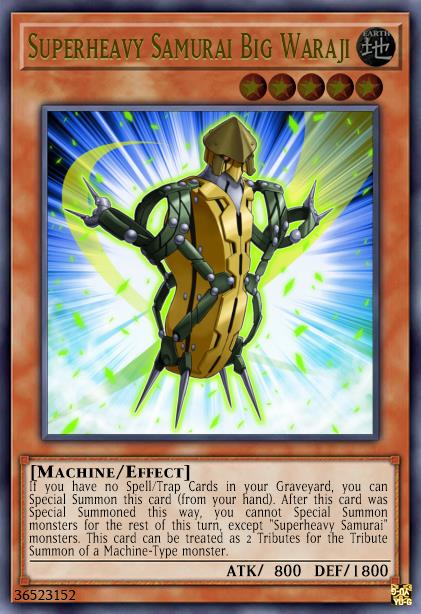 Superheavy Samurai Big Waraji
EARTH
地
[Machine/Effect]
If you have no Spell/Trap Cards in your Graveyard, you can
Special Summon this card (from your hand). After this card was
Special Summoned this way, you cannot Special Summon
monsters for the rest of this turn, except "Superheavy Samurai"
monsters. This card can be treated as 2 Tributes for the Tribute
Summon of a Machine-Type monster.
ATK/ 800 DEF/1800
36523152